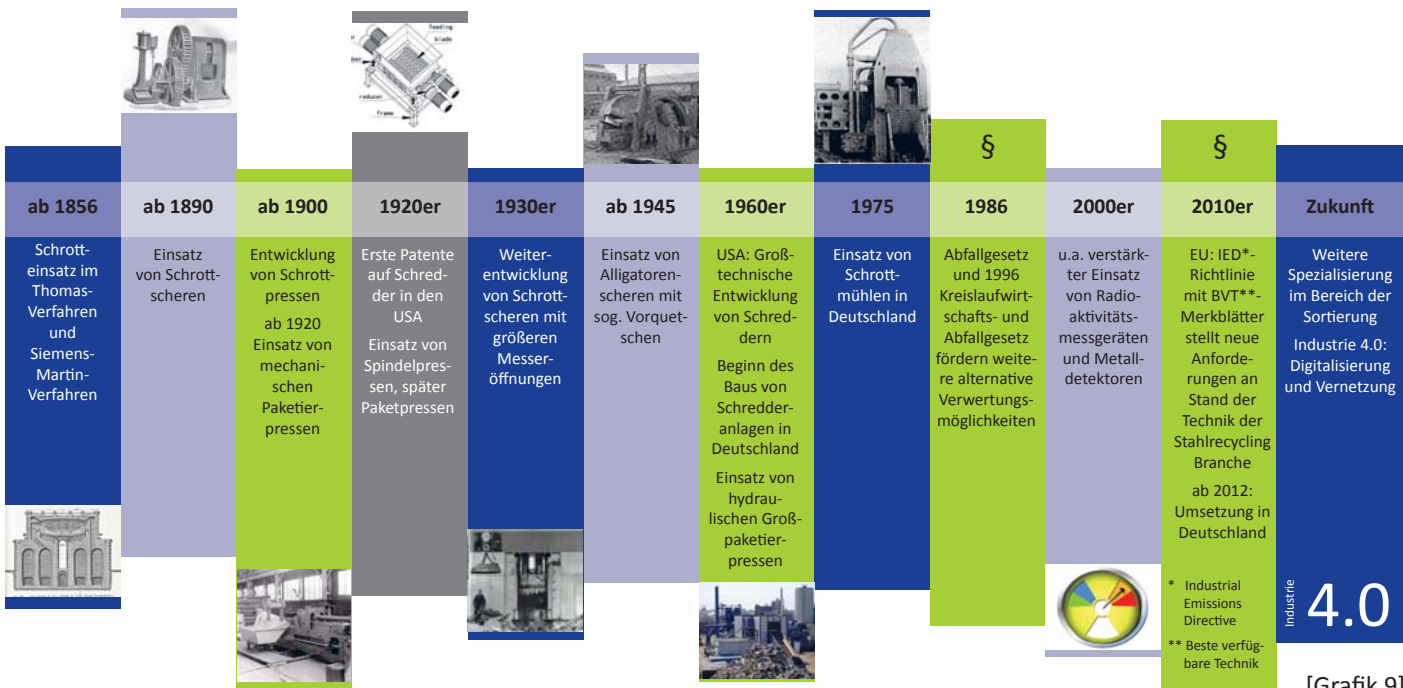 feeding
blade
reducer
frame
§
§
ab 1856
ab 1890
ab 1900
1920er
1930er
ab 1945
1960er
1975
1986
2000er
2010er
Zukunft
Schrott-
einsatz im
Thomas-
Verfahren
und
Siemens-
Martin-
Verfahren
Einsatz
von Schrott-
scheren
Entwicklung
von Schrott-
pressen
ab 1920
Einsatz von
mechani-
schen
Paketier-
pressen
Erste Patente
auf Schred-
der in den
USA
Einsatz von
Spindelpres-
sen, später
Paketpressen
Weiter-
entwicklung
von Schrott-
scheren mit
größeren
Messer-
öffnungen
Einsatz von
Alligatoren-
scheren mit
sog. Vorquet-
schen
USA: Groß-
technische
Entwicklung
von Schred-
dern
Beginn des
Baus von
Schredder-
anlagen in
Deutschland
Einsatz von
hydrau-
lischen Groß-
paketier-
pressen
Einsatz von
Schrott-
mühlen in
Deutschland
Abfallgesetz
und 1996
Kreislaufwirt-
schafts- und
Abfallgesetz
fördern weite-
re alternative
Verwertungs-
möglichkeiten
u.a. verstärk-
ter Einsatz
von Radio-
aktivitäts-
messgeräten
und Metall-
detektoren
EU: IED*-
Richtlinie
mit BVT**-
Merkblätter
stellt neue
Anforde-
rungen an
Stand der
Technik der
Stahlrecycling
Branche
ab 2012:
Umsetzung in
Deutschland
* Industrial
Emissions
Directive
** Beste verfüg-
bare Technik
Weitere
Spezialisierung
im Bereich der
Sortierung
Industrie 4.0:
Digitalisierung
und Vernetzung
Industrie
4.0
[Grafik 9]